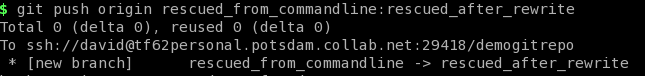 $ git push origin rescued_from_commandline:rescued_after_rewrite
Total 0 (delta 0), reused 0 (delta 0)
To ssh://david@tf62personal.potsdam.collab.net:29418/demogitrepo
 * [new branch]      rescued_from_commandline -> rescued_after_rewrite